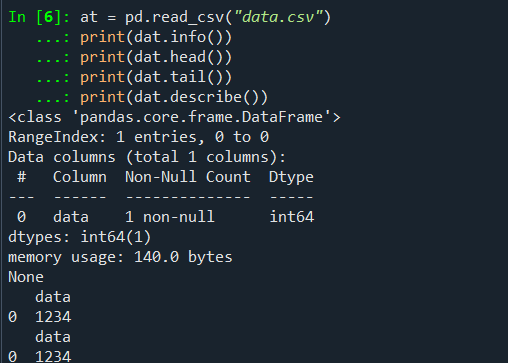 In [6]: at = pd.read_csv("data.csv")
   ...: print(dat.info())
   ...: print(dat.head())
   ...: print(dat.tail())
   ...: print(dat.describe())
<class 'pandas.core.frame.DataFrame'>
RangeIndex: 1 entries, 0 to 0
Data columns (total 1 columns):
 #   Column  Non-Null Count  Dtype
---  ------  --------------  -----
 0   data    1 non-null      int64
dtypes: int64(1)
memory usage: 140.0 bytes
None
   data
0  1234
   data
0  1234